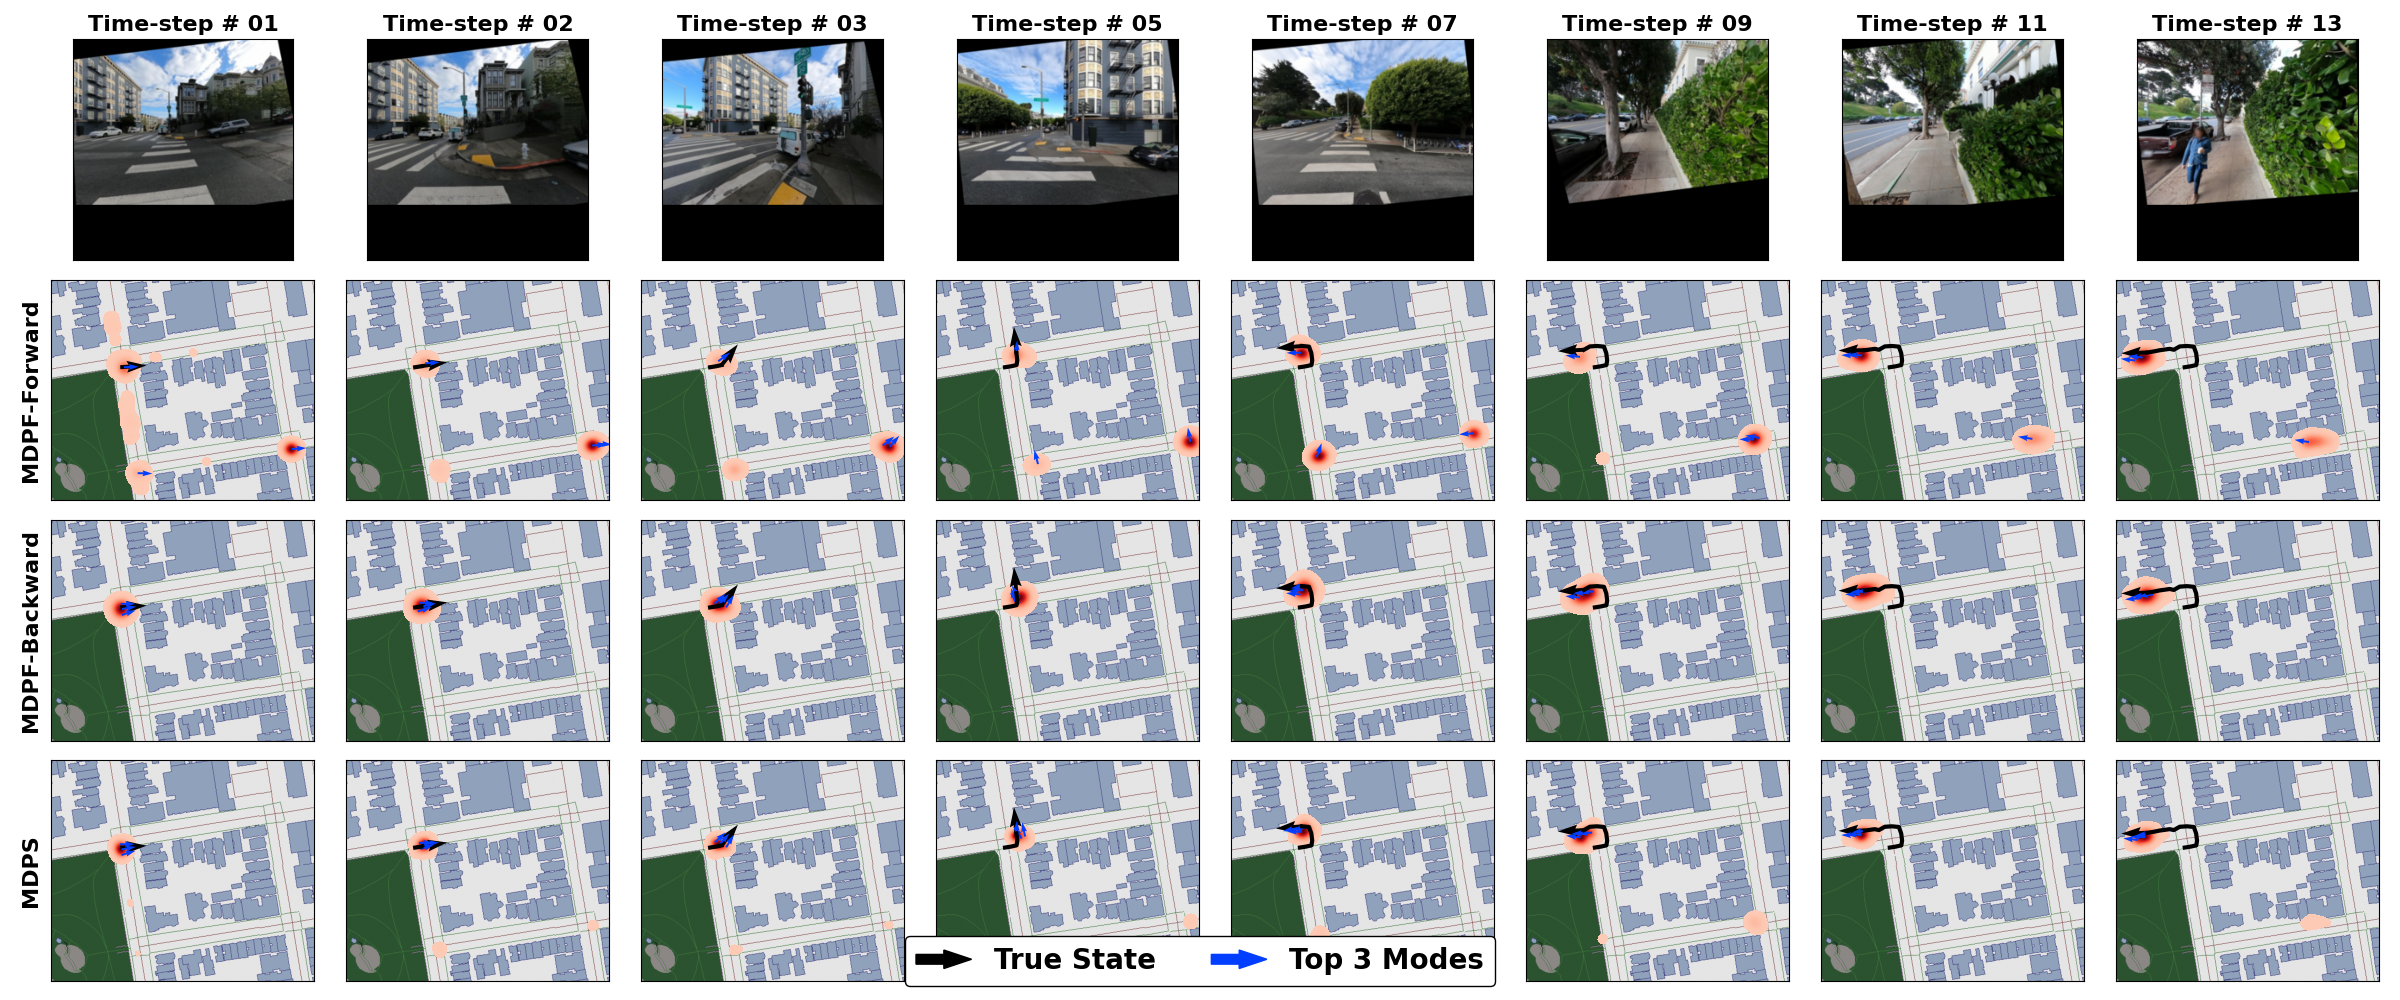 Time-step # 01
Time-step # 02
Time-step # 03
Time-step # 05
Time-step # 07
Time-step # 09
Time-step # 11
Time-step # 13
MDPF-Forward
MDPF-Backward
MDPS
True State
Top 3 Modes